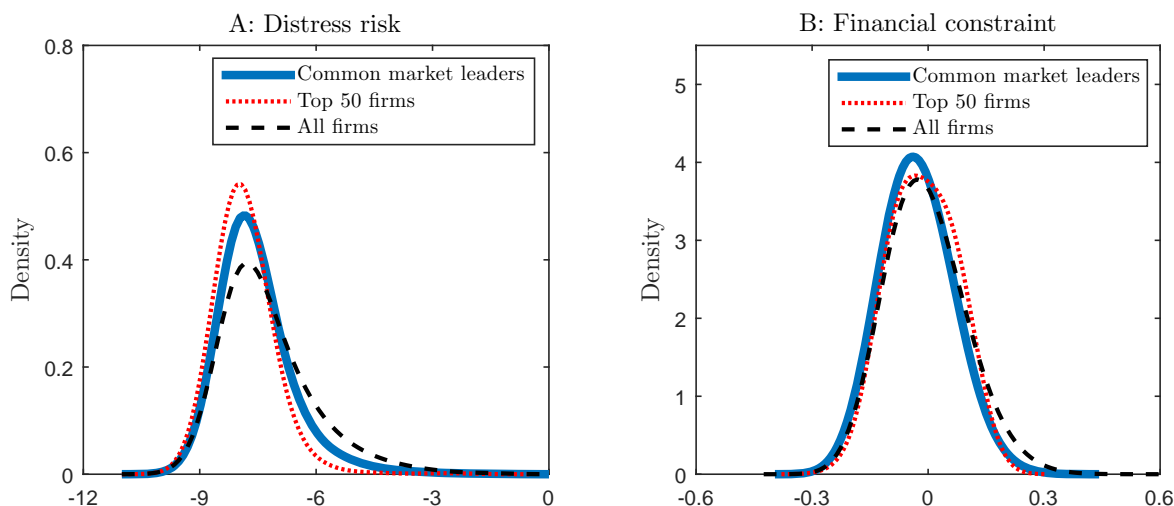 A: Distress risk
0.8
0.6
0.4
0.2
0
Density
-12
-9
-6
-3
0
Common market leaders
Top 50 firms
All firms
B: Financial constraint
5
4
3
2
1
0
Density
-0.6
-0.3
0
0.3
0.6
Common market leaders
Top 50 firms
All firms